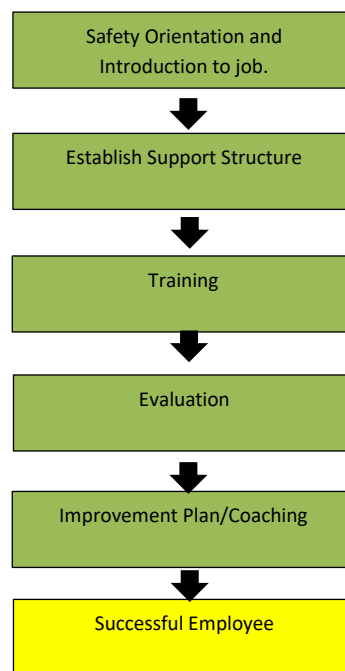 Safety Orientation and
Introduction to job.
Establish Support Structure
Training
Evaluation
Improvement Plan/Coaching
Successful Employee